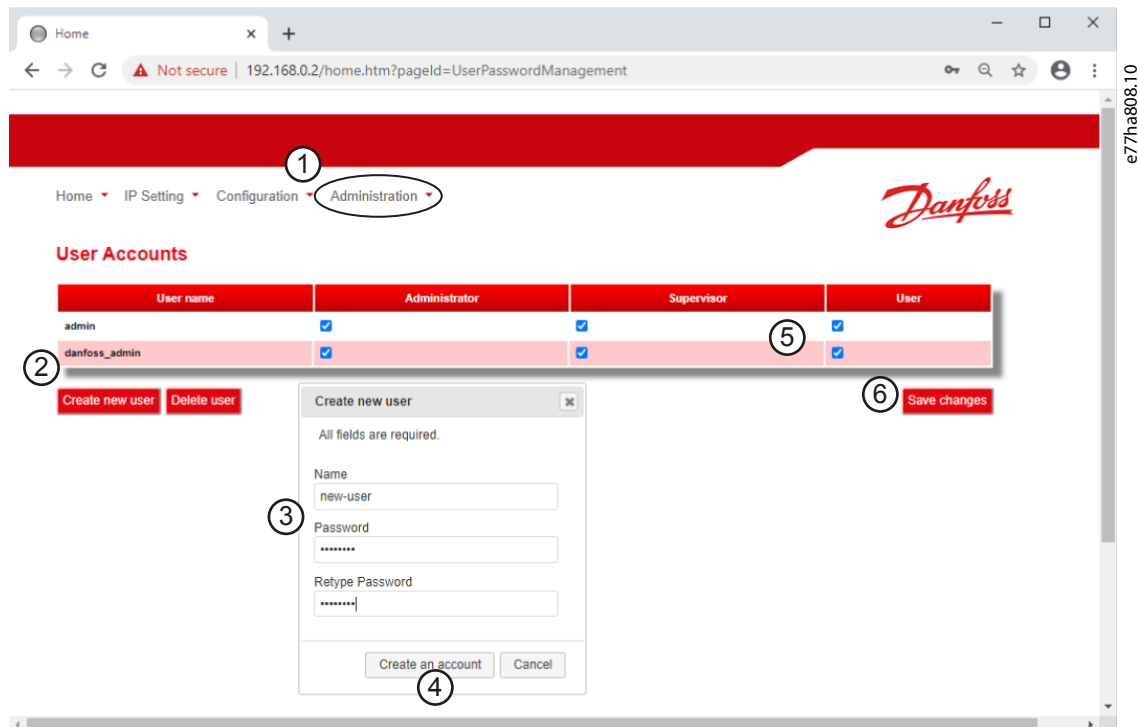 Home
Not secure | 192.168.0.2/home.htm?pageId=UserPasswordManagement
e77ha808.10
1
Home IP Setting Configuration Administration
Danfoss
User Accounts
User name Administrator Supervisor User
admin
5
danfoss_admin
2
Create new user Delete user
6 Save changes
Create new user
All fields are required.
Name
new-user
3
Password
••••••••
Retype Password
••••••••
Create an account Cancel
4